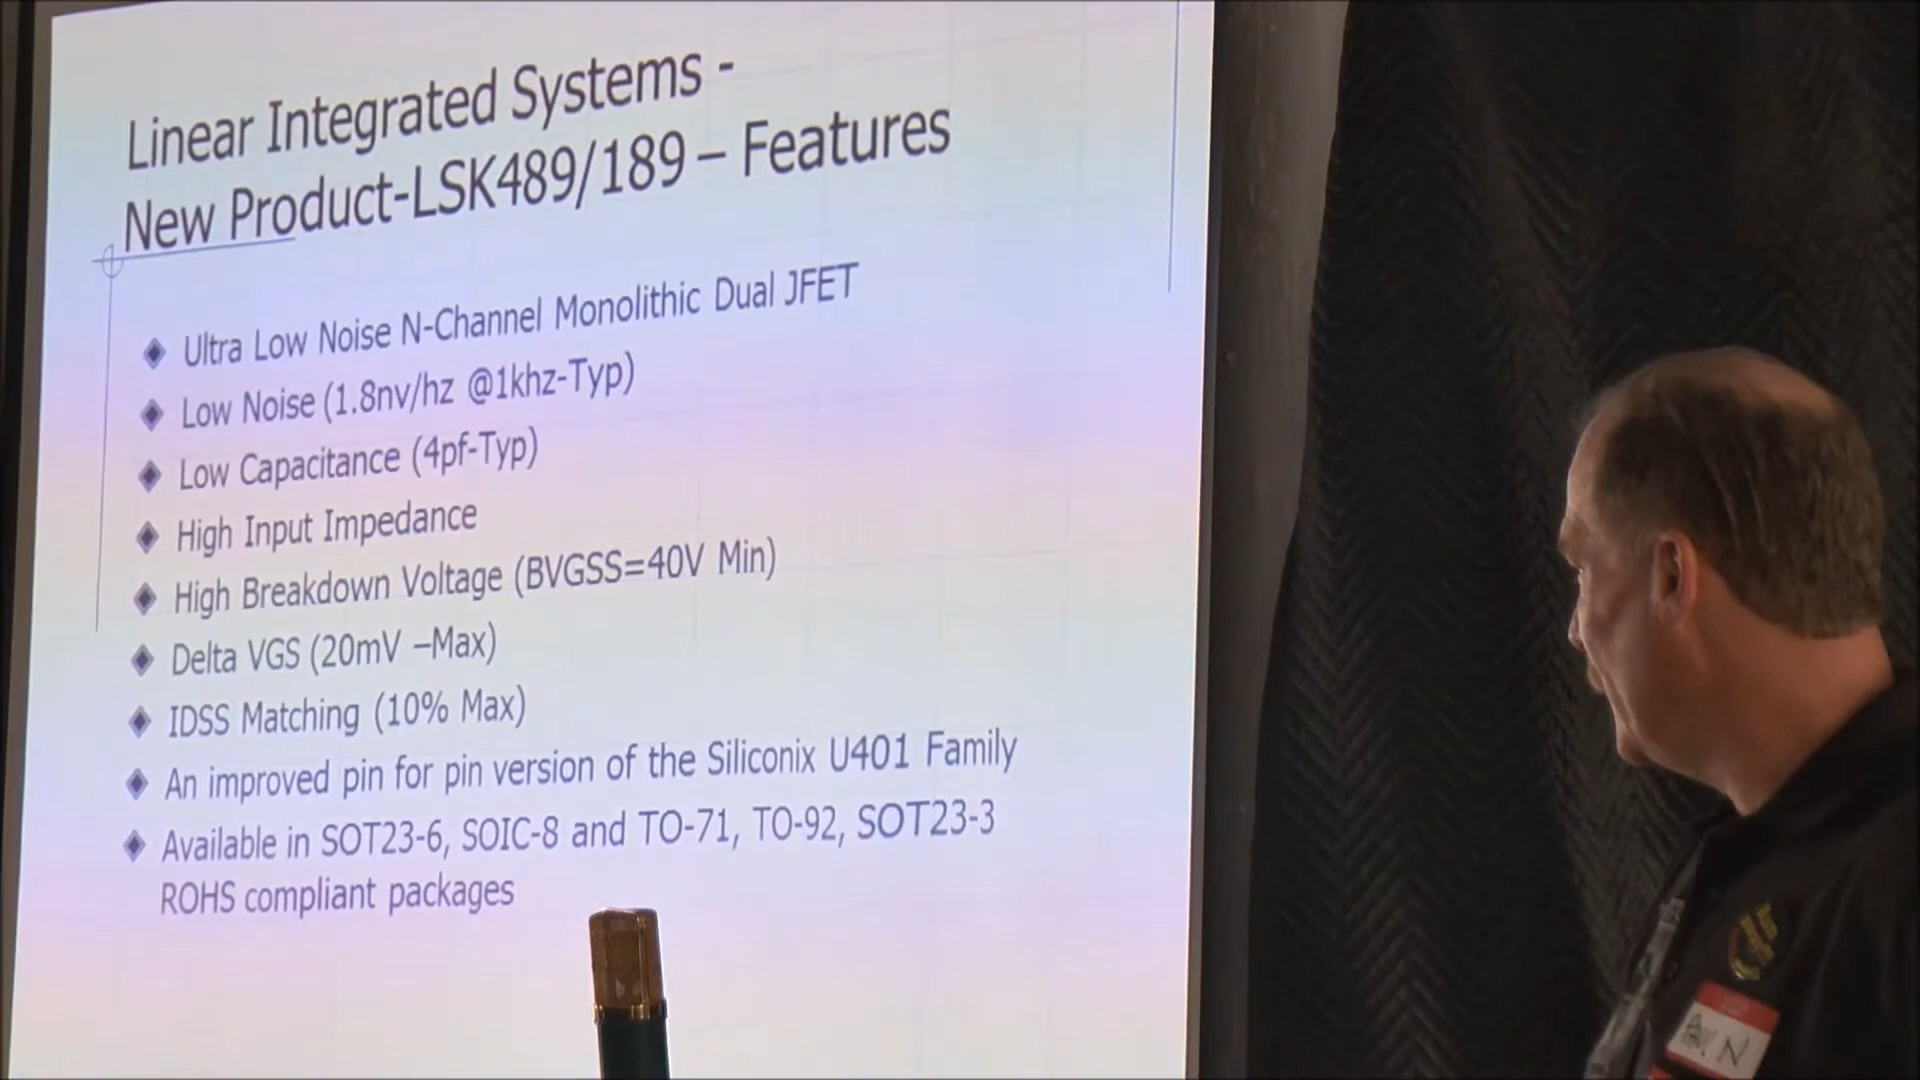 Linear Integrated Systems -
New Product-LSK489/189 – Features
Ultra Low Noise N-Channel Monolithic Dual JFET
Low Noise (1.8nv/hz @1khz-Typ)
Low Capacitance (4pf-Typ)
High Input Impedance
High Breakdown Voltage (BVGSS=40V Min)
Delta VGS (20mV –Max)
IDSS Matching (10% Max)
An improved pin for pin version of the Siliconix U401 Family
Available in SOT23-6, SOIC-8 and TO-71, TO-92, SOT23-3
ROHS compliant packages